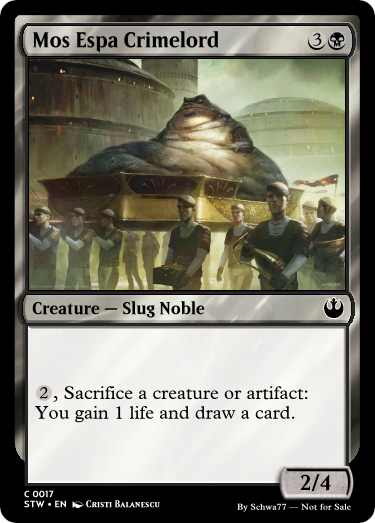 Mos Espa Crimelord 3
Creature — Slug Noble
2, Sacrifice a creature or artifact:
You gain 1 life and draw a card.
2/4
C 0017
STW • EN Cristi Balanescu
By Schwa77 — Not for Sale